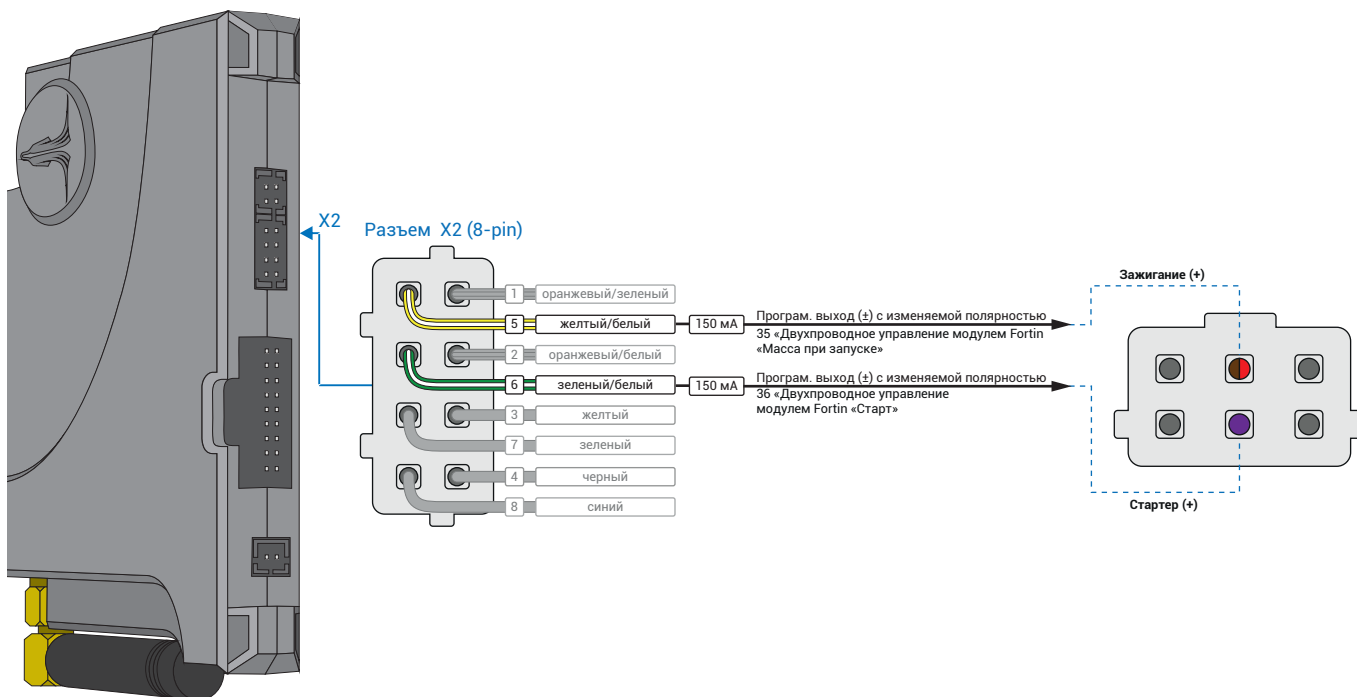 X2
Разъем X2 (8-pin)
1 оранжевый/зеленый
5 желтый/белый 150 мА Програм. выход (±) с изменяемой полярностью
35 «Двухпроводное управление модулем Fortin
«Масса при запуске»
2 оранжевый/белый
6 зеленый/белый 150 мА Програм. выход (±) с изменяемой полярностью
36 «Двухпроводное управление
модулем Fortin «Старт»
3 желтый
7 зеленый
4 черный
8 синий
Зажигание (+)
Стартер (+)